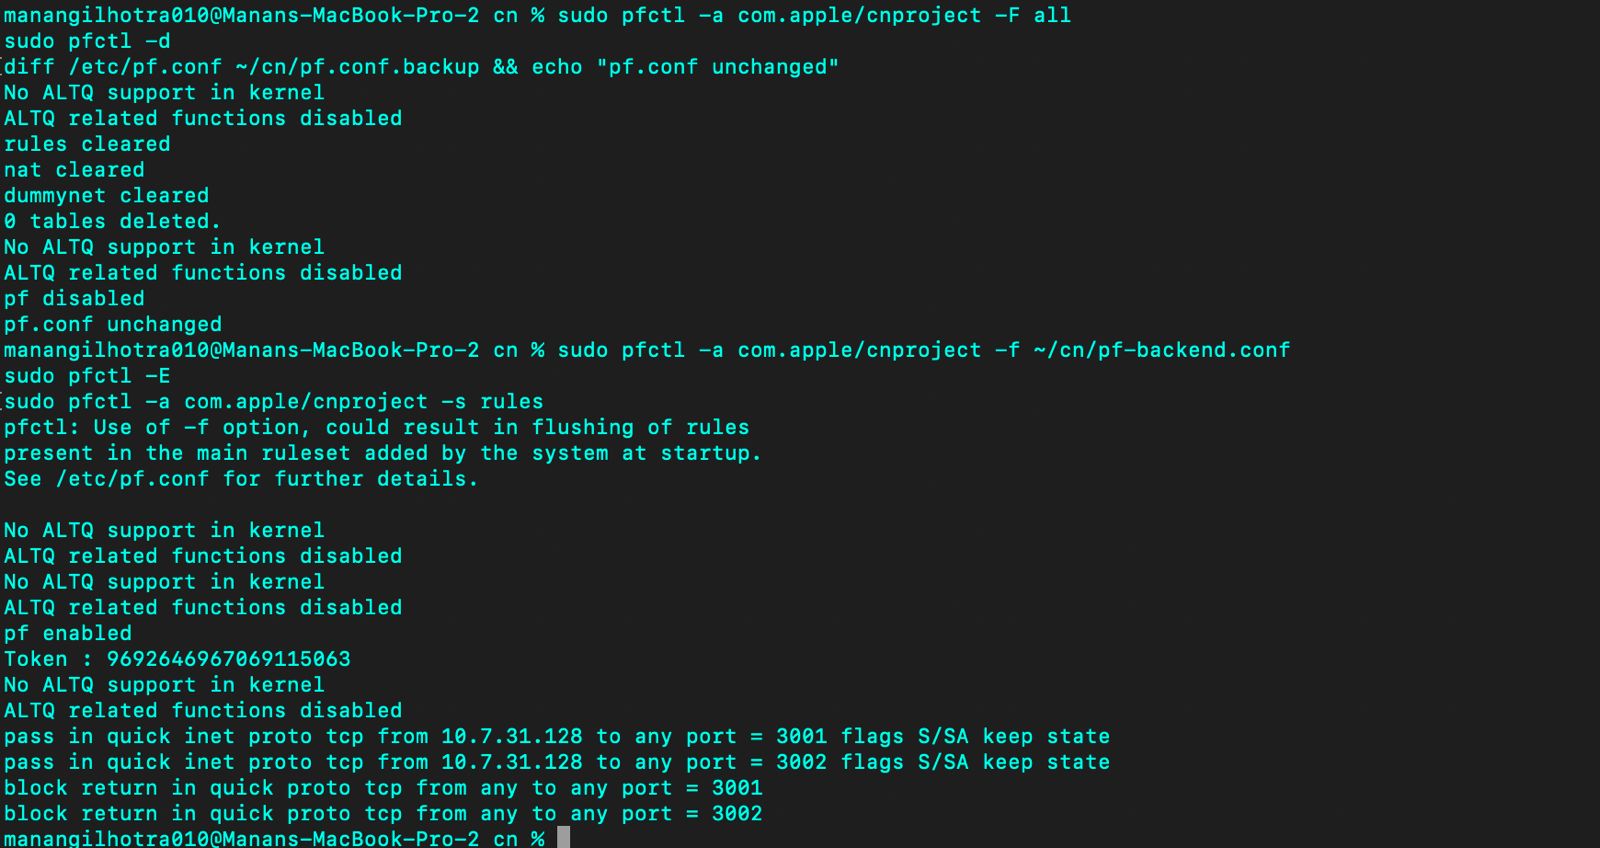 manangilhotra010@Manans-MacBook-Pro-2 cn % sudo pfctl -a com.apple/cnproject -F all
sudo pfctl -d
diff /etc/pf.conf ~/cn/pf.conf.backup && echo "pf.conf unchanged"
No ALTQ support in kernel
ALTQ related functions disabled
rules cleared
nat cleared
dummynet cleared
0 tables deleted.
No ALTQ support in kernel
ALTQ related functions disabled
pf disabled
pf.conf unchanged
manangilhotra010@Manans-MacBook-Pro-2 cn % sudo pfctl -a com.apple/cnproject -f ~/cn/pf-backend.conf
sudo pfctl -E
sudo pfctl -a com.apple/cnproject -s rules
pfctl: Use of -f option, could result in flushing of rules
present in the main ruleset added by the system at startup.
See /etc/pf.conf for further details.
No ALTQ support in kernel
ALTQ related functions disabled
No ALTQ support in kernel
ALTQ related functions disabled
pf enabled
Token : 9692646967069115063
No ALTQ support in kernel
ALTQ related functions disabled
pass in quick inet proto tcp from 10.7.31.128 to any port = 3001 flags S/SA keep state
pass in quick inet proto tcp from 10.7.31.128 to any port = 3002 flags S/SA keep state
block return in quick proto tcp from any to any port = 3001
block return in quick proto tcp from any to any port = 3002
manangilhotra010@Manans-MacBook-Pro-2 cn %